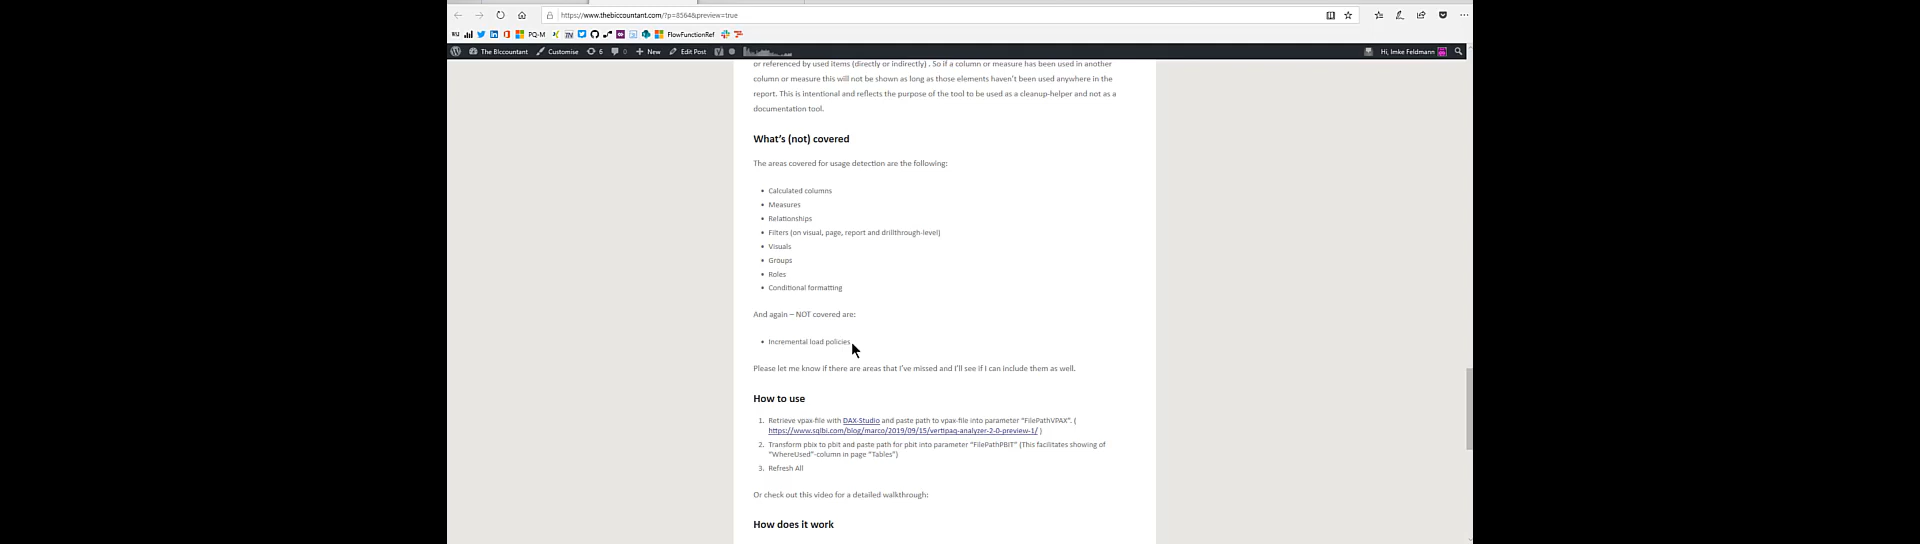 https://www.thebiccountant.com/?p=8564&preview=true
PQ-M
FlowFunctionRef
The BIccountant
Customise
6
0
New
Edit Post
Hi, Imke Feldmann
or referenced by used items (directly or indirectly) . So if a column or measure has been used in another
column or measure this will not be shown as long as those elements haven't been used anywhere in the
report. This is intentional and reflects the purpose of the tool to be used as a cleanup-helper and not as a
documentation tool.
What's (not) covered
The areas covered for usage detection are the following:
• Calculated columns
• Measures
• Relationships
• Filters (on visual, page, report and drillthrough-level)
• Visuals
• Groups
• Roles
• Conditional formatting
And again – NOT covered are:
• Incremental load policies
Please let me know if there are areas that I've missed and I'll see if I can include them as well.
How to use
1. Retrieve vpax-file with DAX-Studio and paste path to vpax-file into parameter "FilePathVPAX". (
https://www.sqlbi.com/blog/marco/2019/09/15/vertipaq-analyzer-2-0-preview-1/ )
2. Transform pbix to pbit and paste path for pbit into parameter "FilePathPBIT" (This facilitates showing of
"WhereUsed"-column in page "Tables")
3. Refresh All
Or check out this video for a detailed walkthrough:
How does it work